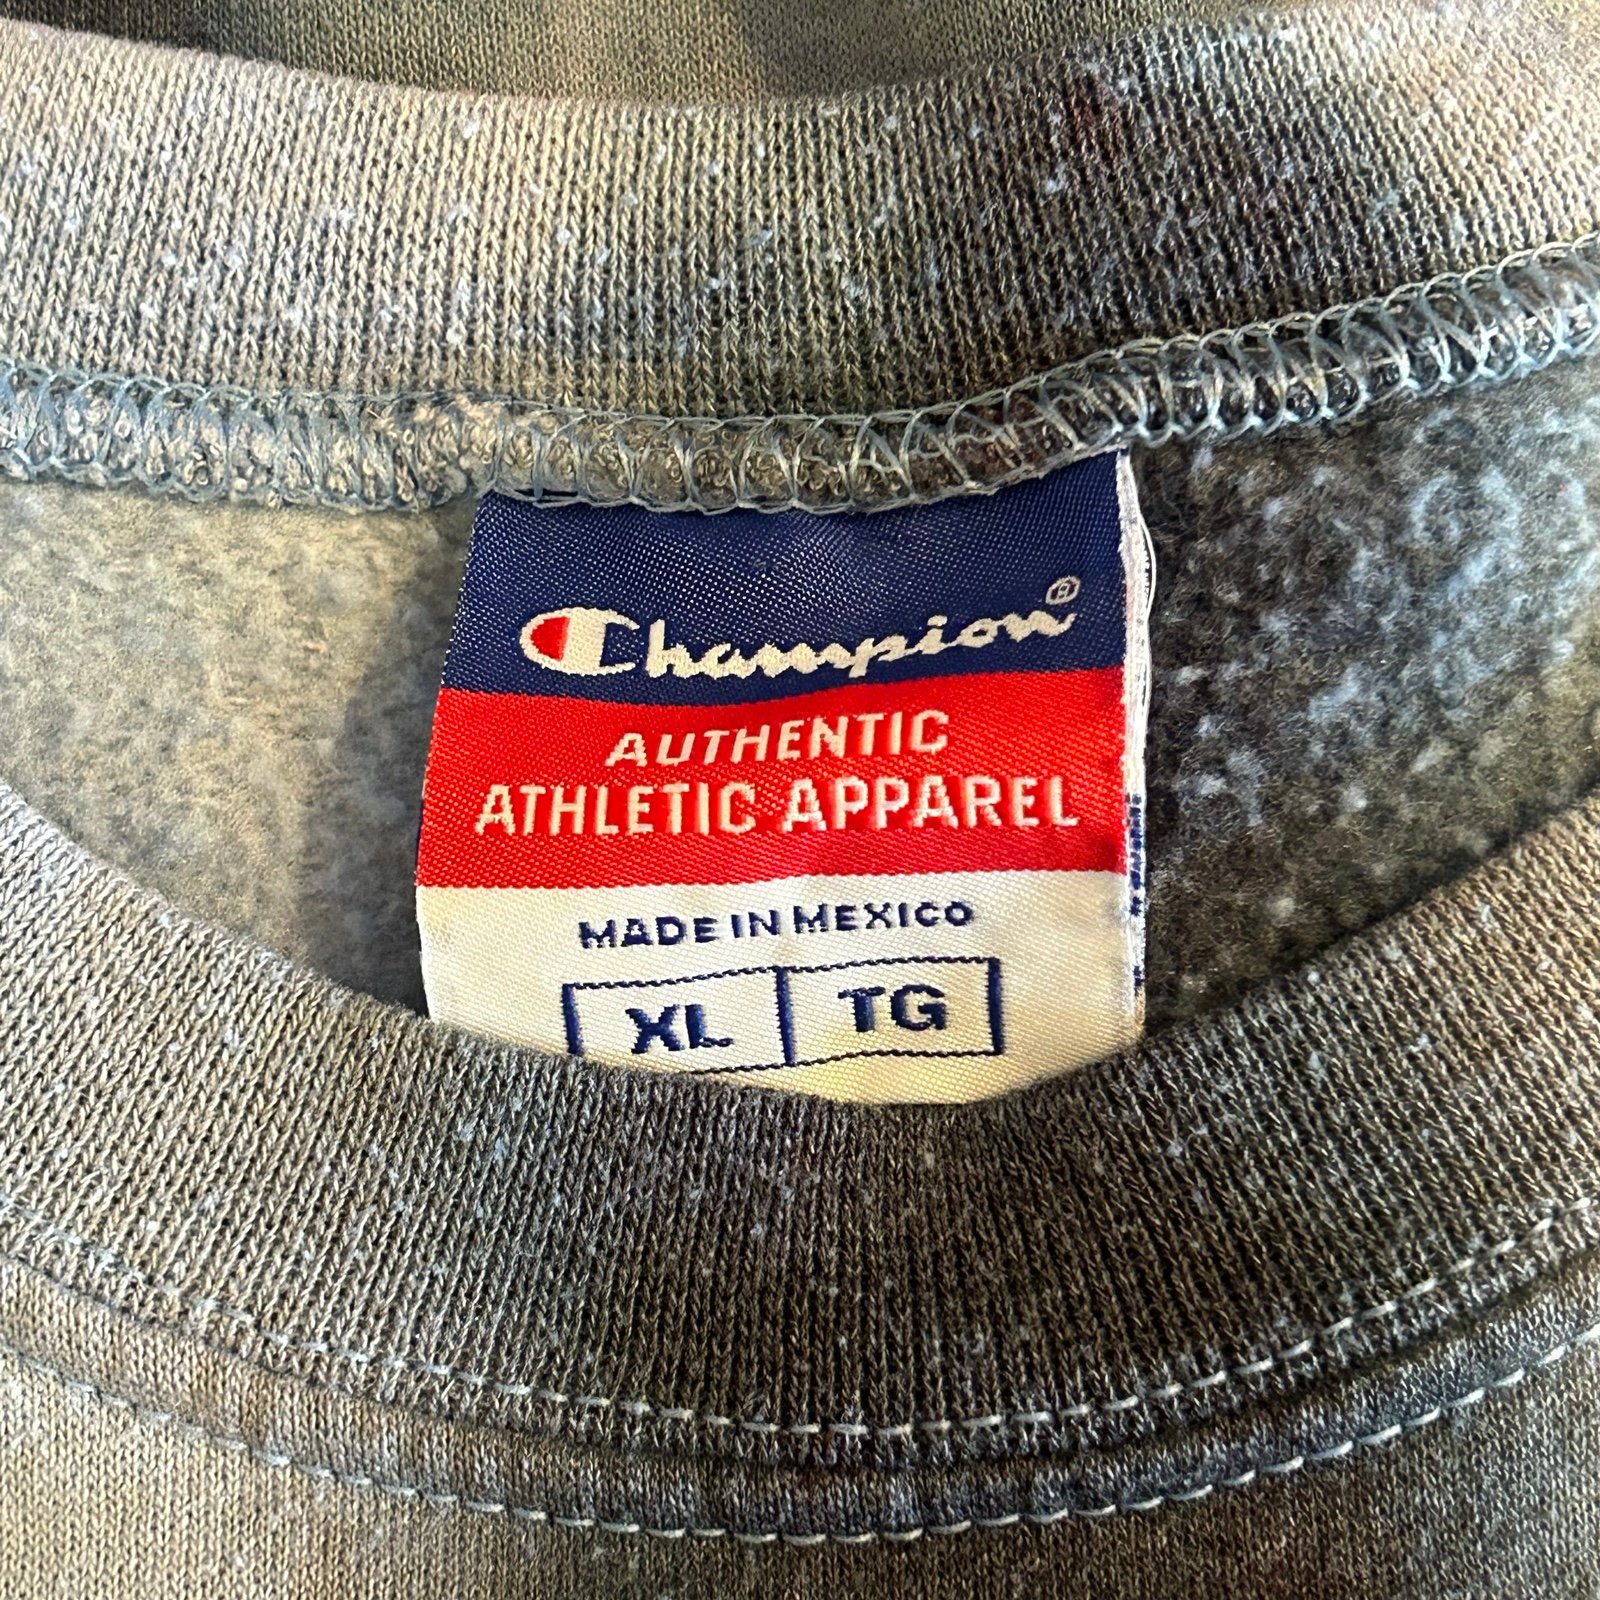 Champion®
AUTHENTIC
ATHLETIC APPAREL
MADE IN MEXICO
XL TG